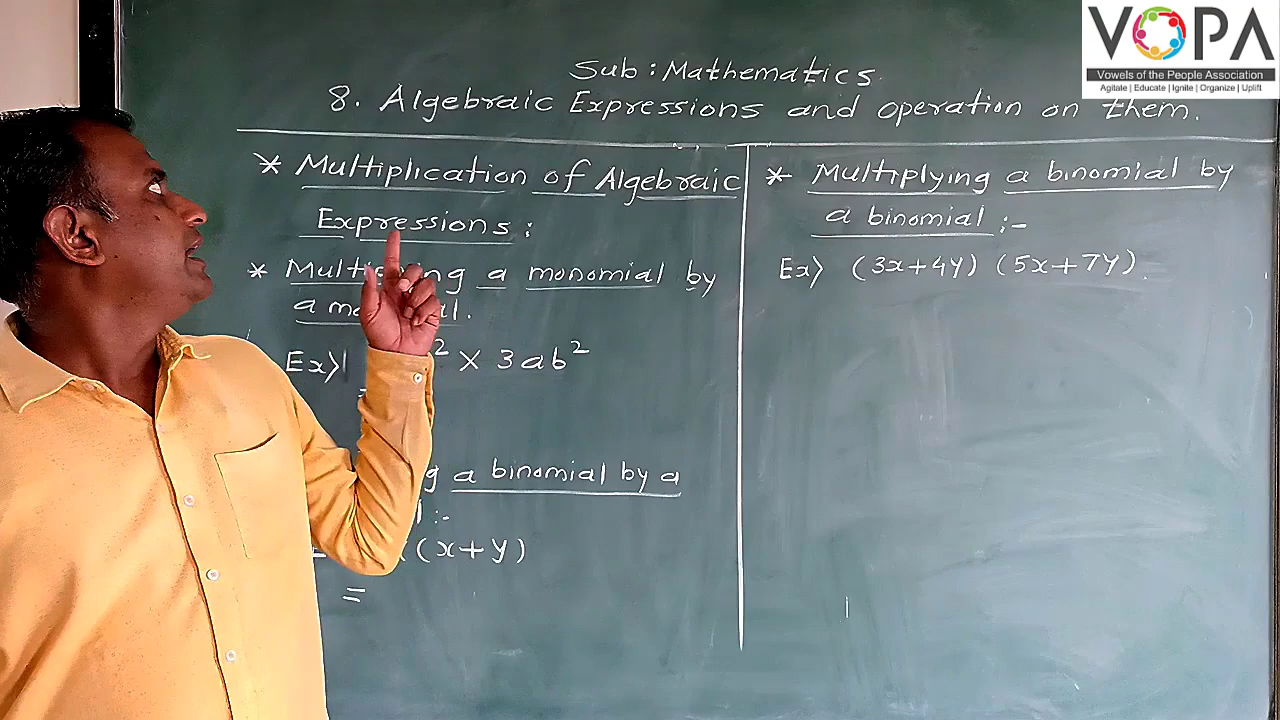 VOPA
Vowels of the People Association
Agitate | Educate | Ignite | Organize | Uplift
Sub : Mathematics
8. Algebraic Expressions and operation on them.
* Multiplication of Algebraic
Expressions :
* a monomial by
a
Ex> ² × 3ab²
=
a binomial by a
:-
(x+y)
=
* Multiplying a binomial by
a binomial :-
Ex> (3x+4y) (5x+7y).